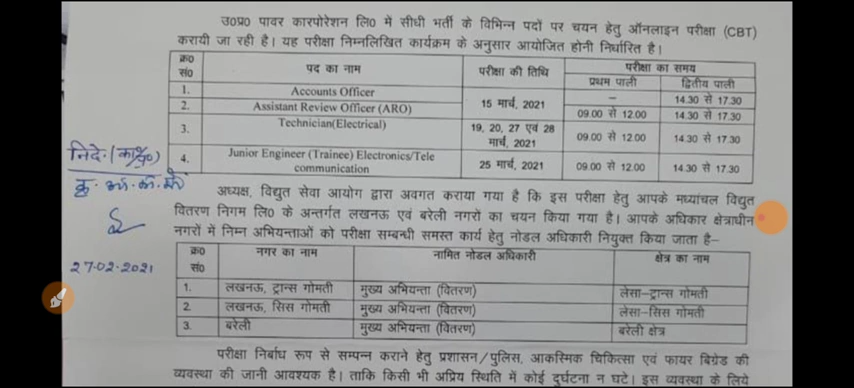 उ०प्र० पावर कारपोरेशन लि० में सीधी भर्ती के विभिन्न पदों पर चयन हेतु ऑनलाइन परीक्षा (CBT)
करायी जा रही है। यह परीक्षा निम्नलिखित कार्यक्रम के अनुसार आयोजित होनी निर्धारित है।
क्र० सं० पद का नाम परीक्षा की तिथि परीक्षा का समय
प्रथम पाली द्वितीय पाली
1. Accounts Officer 15 मार्च, 2021 – 14.30 से 17.30
2. Assistant Review Officer (ARO) 09.00 से 12.00 14.30 से 17.30
3. Technician(Electrical) 19, 20, 27 एवं 28 मार्च, 2021 09.00 से 12.00 14.30 से 17.30
4. Junior Engineer (Trainee) Electronics/Tele communication 25 मार्च, 2021 09.00 से 12.00 14.30 से 17.30
अध्यक्ष, विद्युत सेवा आयोग द्वारा अवगत कराया गया है कि इस परीक्षा हेतु आपके मध्यांचल विद्युत
वितरण निगम लि० के अन्तर्गत लखनऊ एवं बरेली नगरों का चयन किया गया है। आपके अधिकार क्षेत्राधीन
नगरों में निम्न अभियन्ताओं को परीक्षा सम्बन्धी समस्त कार्य हेतु नोडल अधिकारी नियुक्त किया जाता है–
27-02-2021
क्र० सं० नगर का नाम नामित नोडल अधिकारी क्षेत्र का नाम
1. लखनऊ, ट्रान्स गोमती मुख्य अभियन्ता (वितरण) लेसा–ट्रान्स गोमती
2. लखनऊ, सिस गोमती मुख्य अभियन्ता (वितरण) लेसा–सिस गोमती
3. बरेली मुख्य अभियन्ता (वितरण) बरेली क्षेत्र
परीक्षा निर्बाध रूप से सम्पन्न कराने हेतु प्रशासन/पुलिस, आकस्मिक चिकित्सा एवं फायर बिग्रेड की
व्यवस्था की जानी आवश्यक है। ताकि किसी भी अप्रिय स्थिति में कोई दुर्घटना न घटे। इस व्यवस्था के लिये